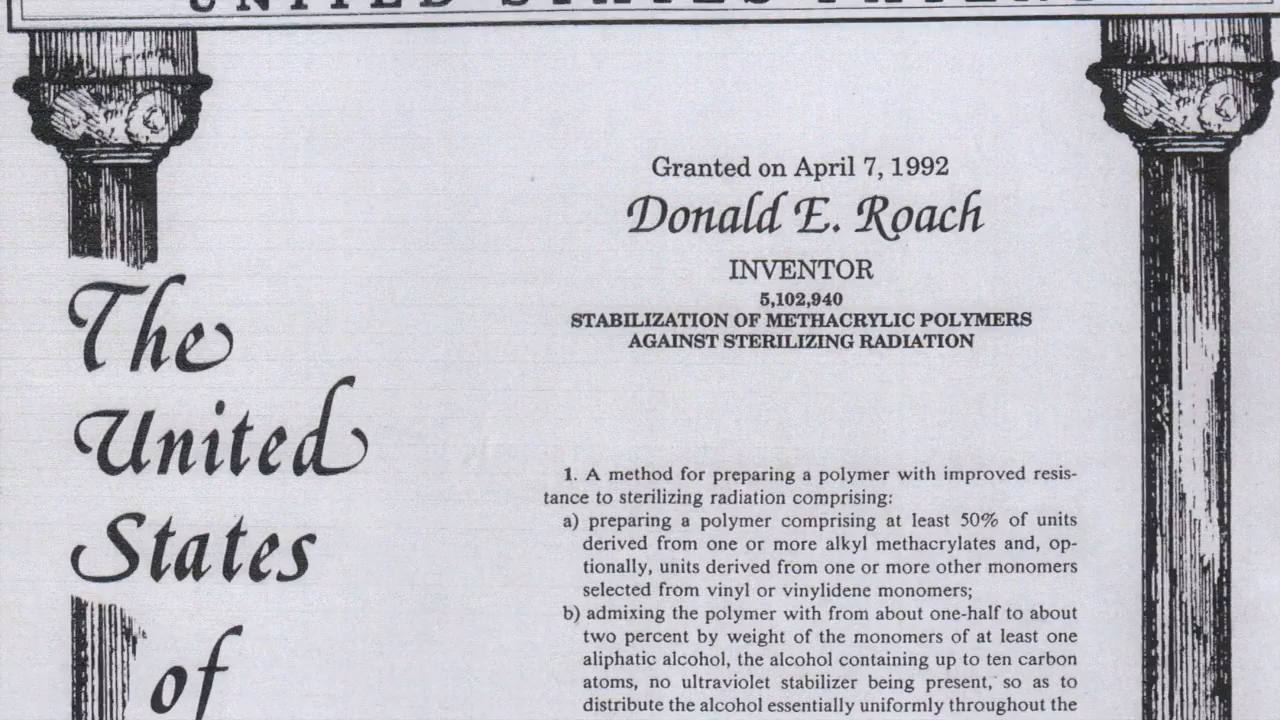 UNITED STATES PATENT
Granted on April 7, 1992
Donald E. Roach
INVENTOR
5,102,940
STABILIZATION OF METHACRYLIC POLYMERS
AGAINST STERILIZING RADIATION
The
United
States
of
1. A method for preparing a polymer with improved resis-
tance to sterilizing radiation comprising:
a) preparing a polymer comprising at least 50% of units
derived from one or more alkyl methacrylates and, op-
tionally, units derived from one or more other monomers
selected from vinyl or vinylidene monomers;
b) admixing the polymer with from about one-half to about
two percent by weight of the monomers of at least one
aliphatic alcohol, the alcohol containing up to ten carbon
atoms, no ultraviolet stabilizer being present, so as to
distribute the alcohol essentially uniformly throughout the